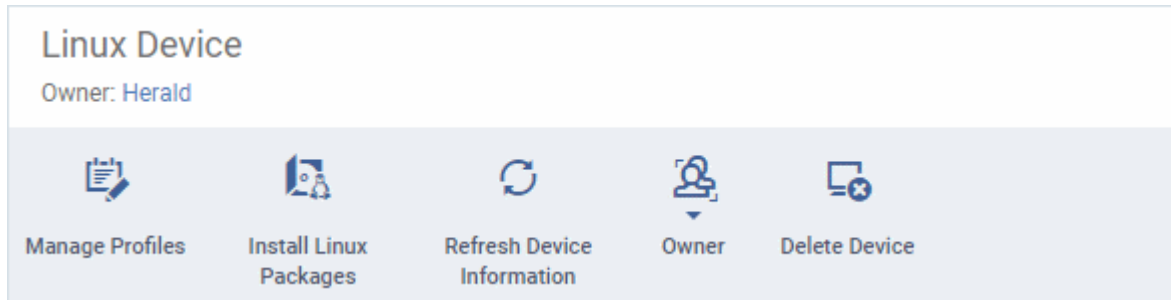 Linux Device
Owner: Herald
Manage Profiles
Install Linux
Packages
Refresh Device
Information
Owner
Delete Device